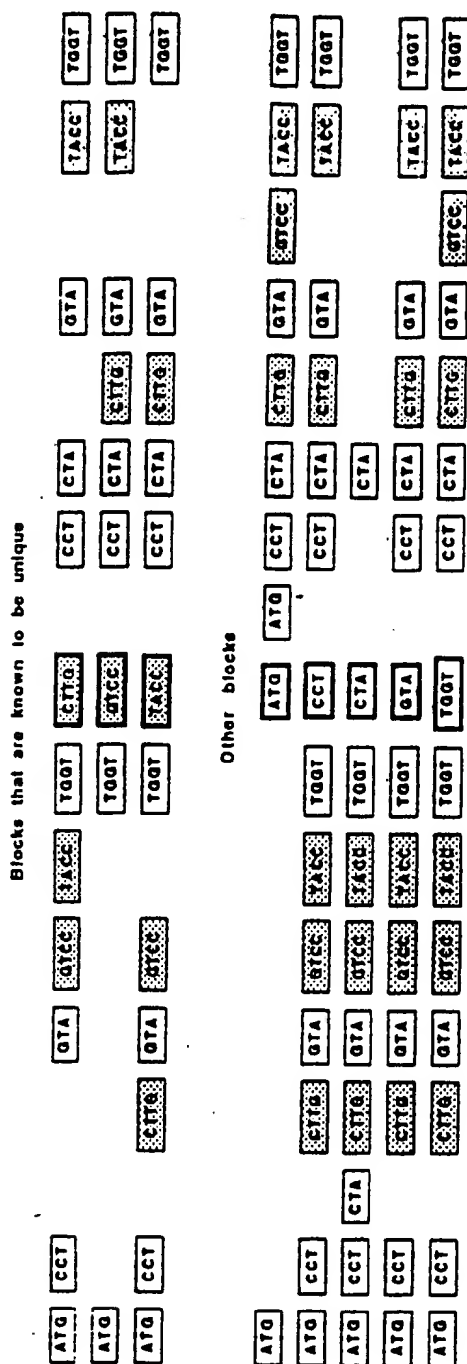 Blocks that are known to be unique
ATG CCT GTA GTCC TACC TGGT CTTG CCT CTA GTA TACC TGGT
ATG TGGT GTCC CCT CTA CTTG GTA TACC TGGT
ATG CCT CTTG GTA GTCC TGGT TACC CCT CTA CTTG GTA TGGT
Other blocks
ATG ATG ATG CCT CTA CTTG GTA GTCC TACC TGGT
ATG CCT CTTG GTA GTCC TACC TGGT CCT CCT CTA CTTG GTA TACC TGGT
ATG CCT CTA CTTG GTA GTCC TACC TGGT CTA CTA
ATG CCT CTTG GTA GTCC TACC TGGT GTA CCT CTA CTTG GTA TACC TGGT
ATG CCT CTTG GTA GTCC TACC TGGT TGGT CCT CTA CTTG GTA GTCC TACC TGGT